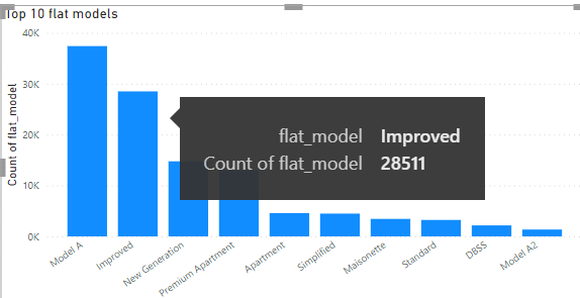 Top 10 flat models
40K
30K
20K
10K
0K
Count of flat_model
flat_model Improved
Count of flat_model 28511
Model A
Improved
New Generation
Premium Apartment
Apartment
Simplified
Maisonette
Standard
DBSS
Model A2